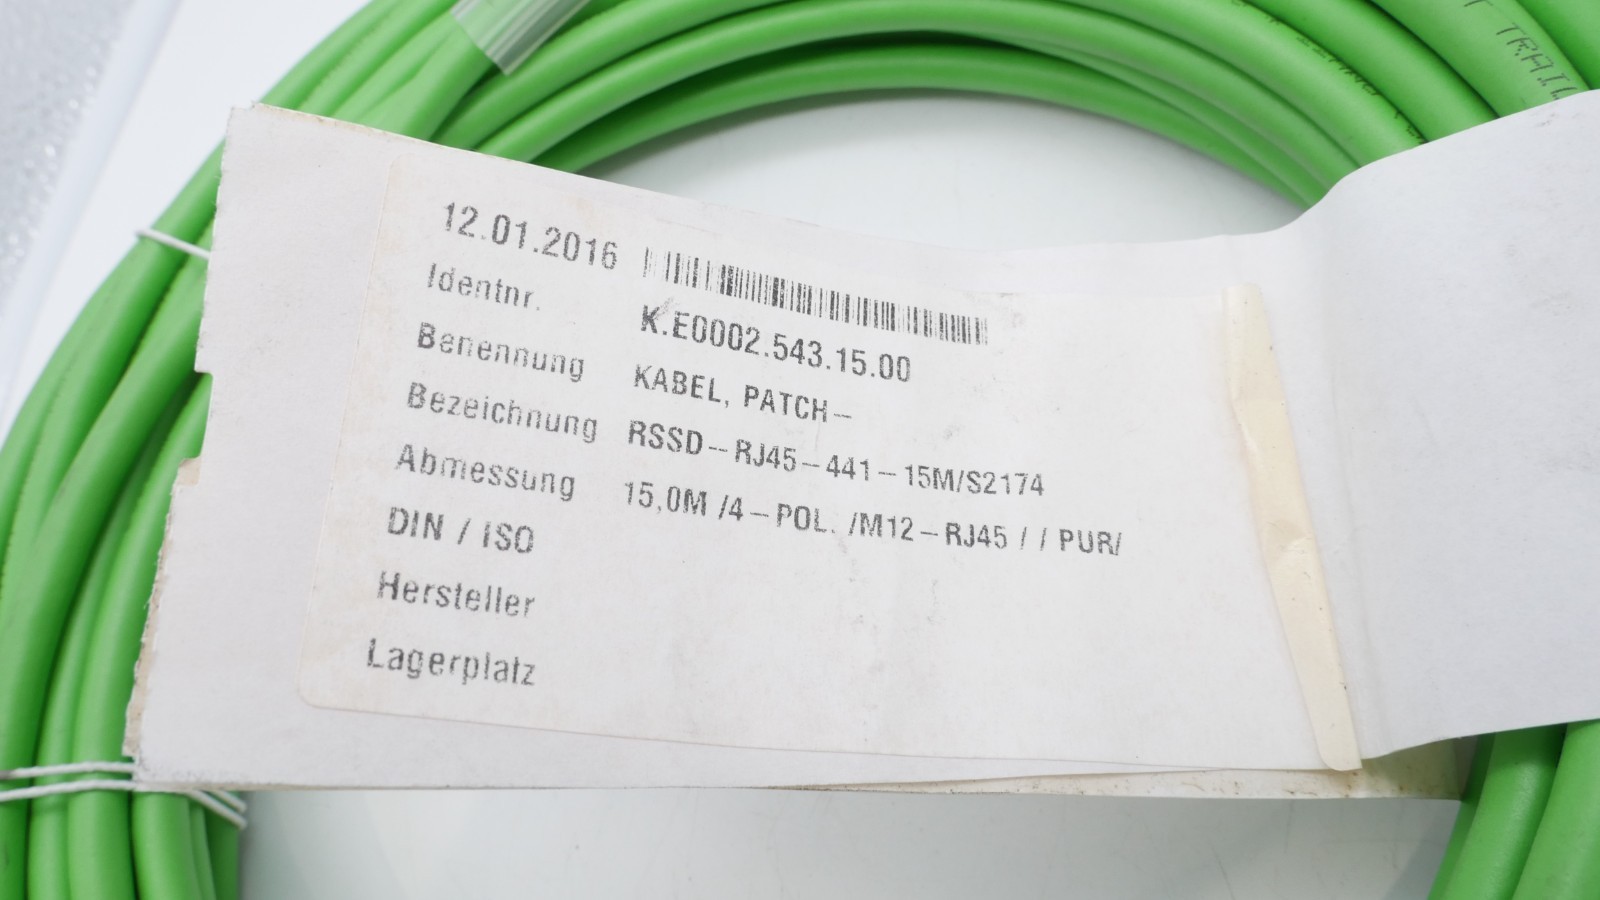 12.01.2016
Identnr. K.E0002.543.15.00
Benennung KABEL, PATCH-
Bezeichnung RSSD-RJ45-441-15M/S2174
Abmessung 15,0M /4-POL. /M12-RJ45 / / PUR/
DIN / ISO
Hersteller
Lagerplatz